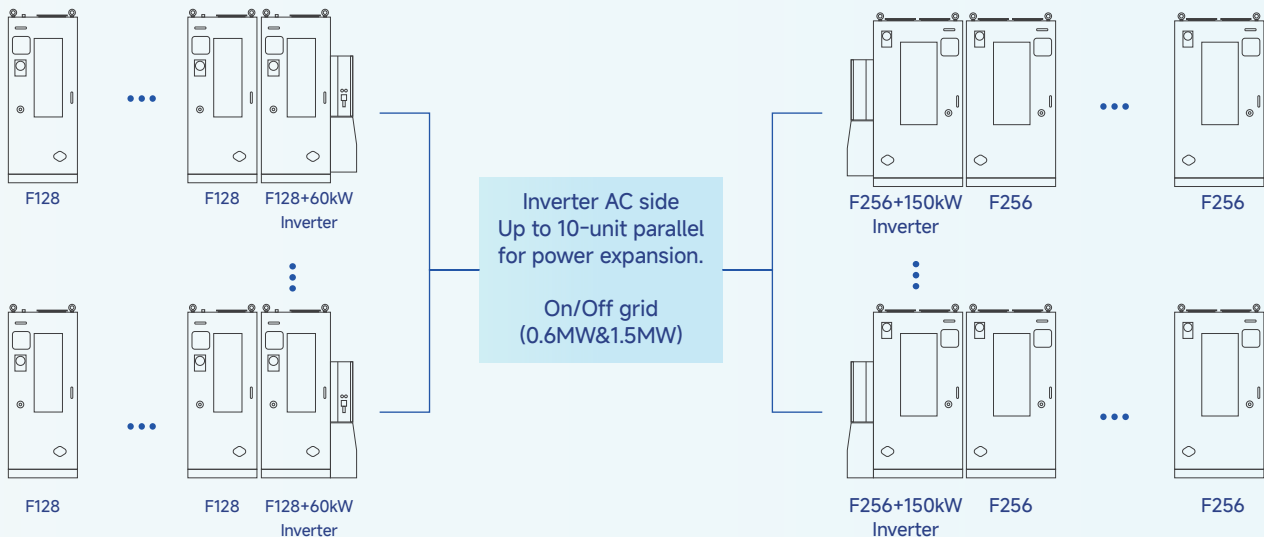 F128
F128
F128+60kW
Inverter
F128
F128
F128+60kW
Inverter
Inverter AC side
Up to 10-unit parallel
for power expansion.
On/Off grid
(0.6MW&1.5MW)
F256+150kW
Inverter
F256
F256
F256+150kW
Inverter
F256
F256